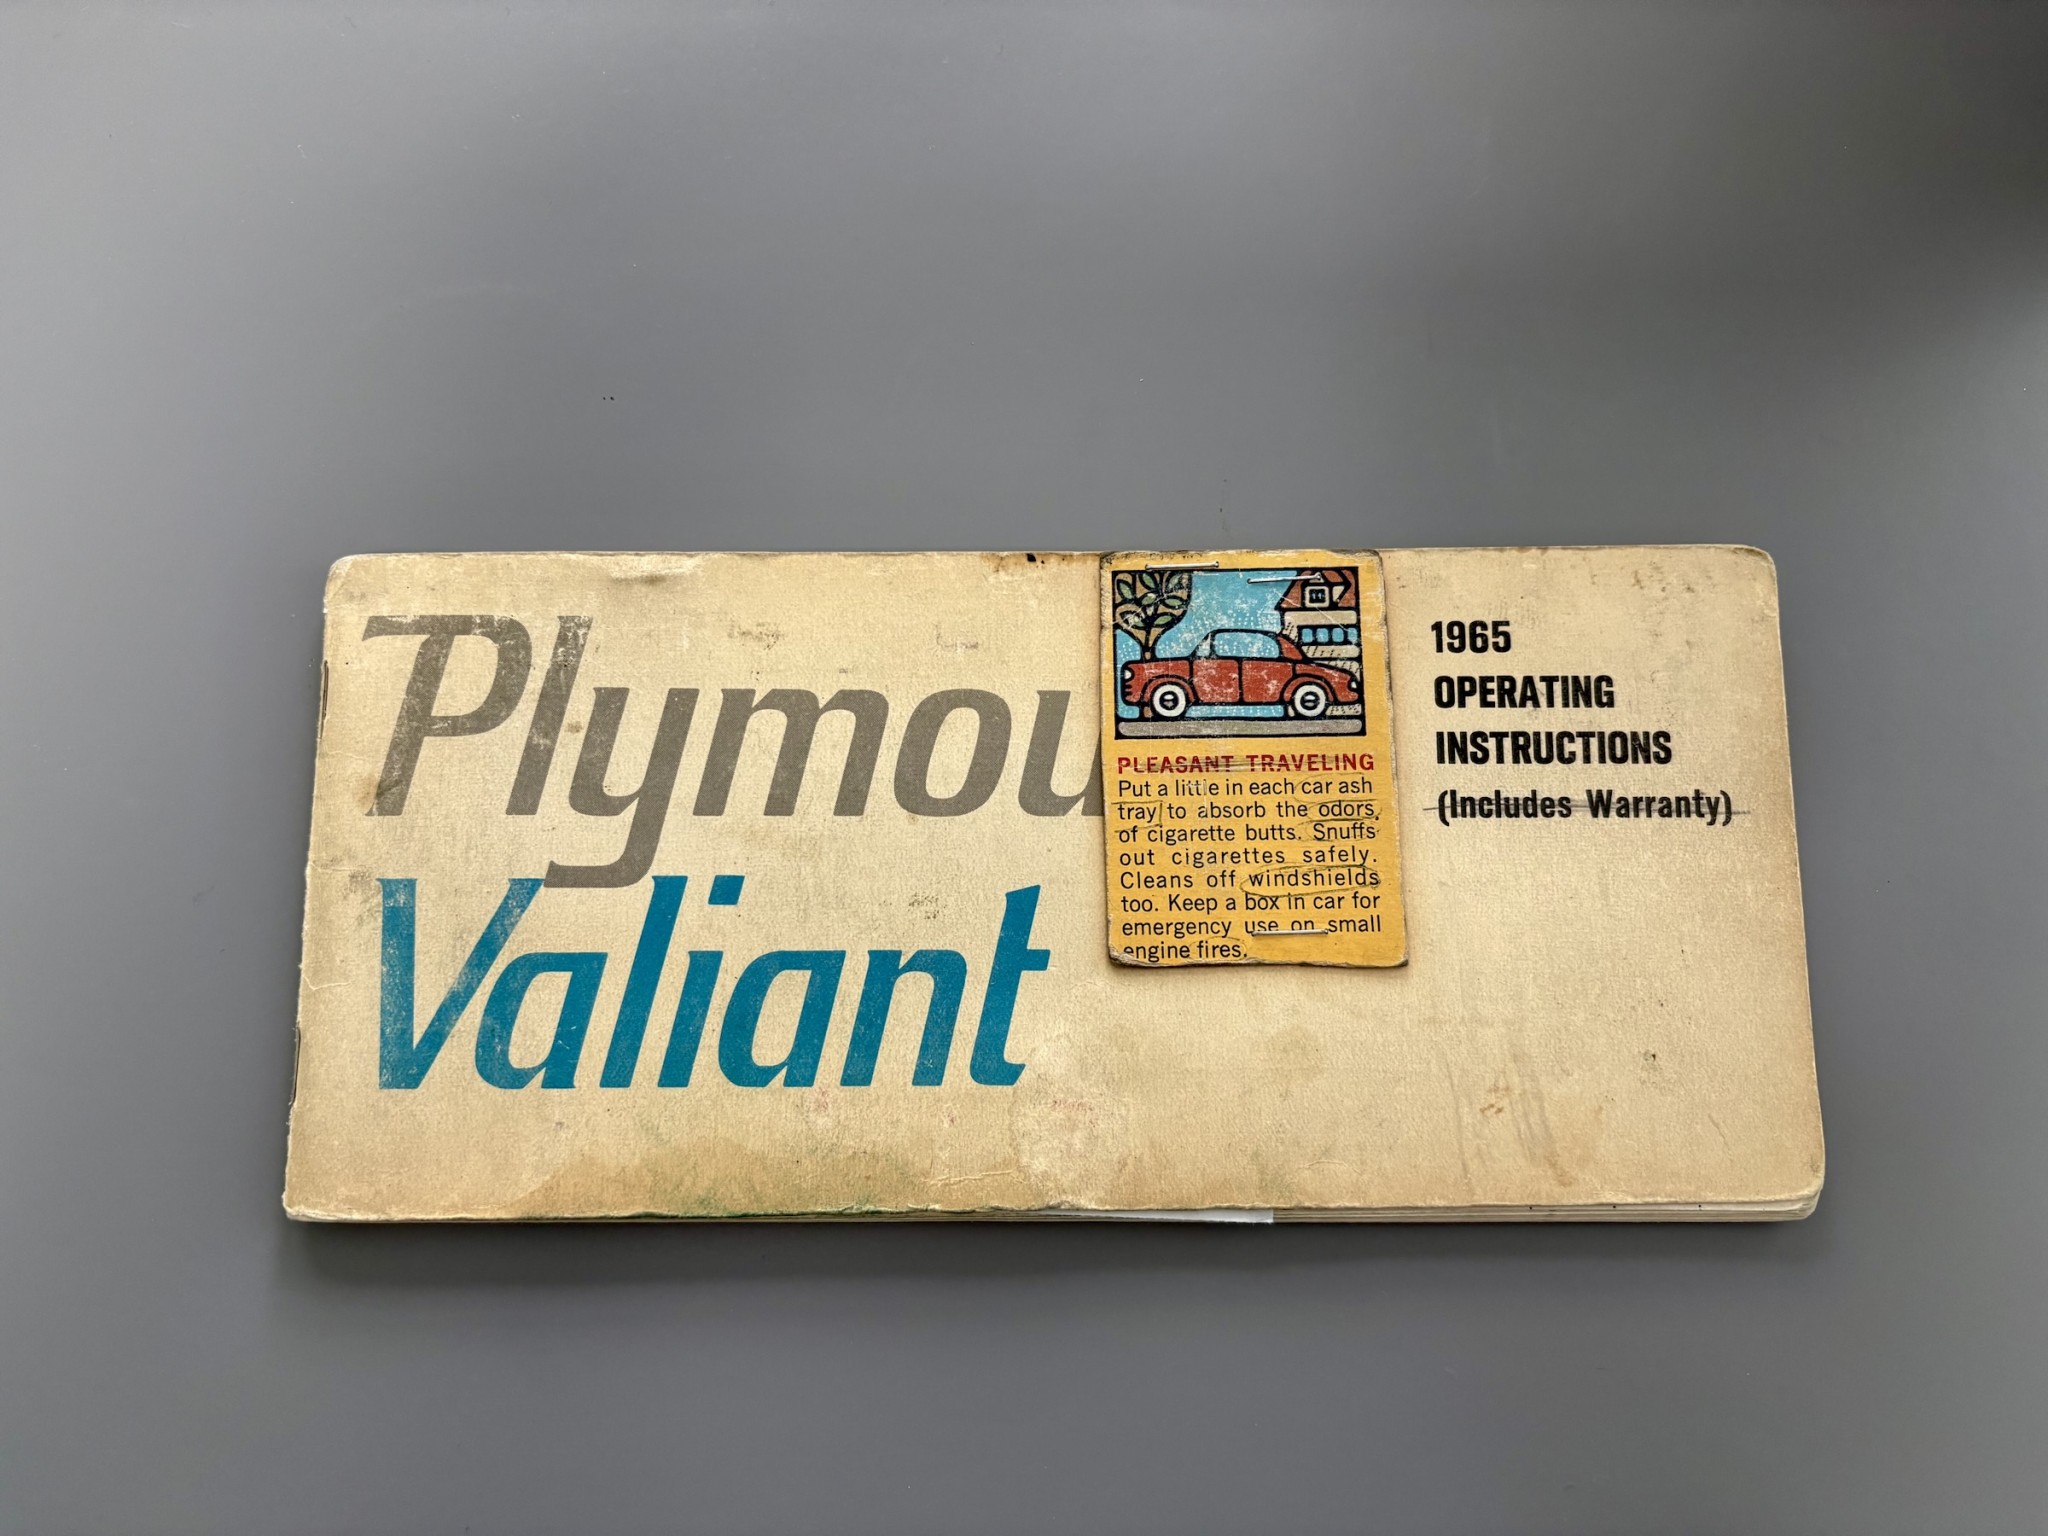 Plymou
Valiant
PLEASANT TRAVELING
Put a little in each car ash
tray to absorb the odors
of cigarette butts. Snuffs
out cigarettes safely.
Cleans off windshields
too. Keep a box in car for
emergency use on small
engine fires.
1965
OPERATING
INSTRUCTIONS
(Includes Warranty)